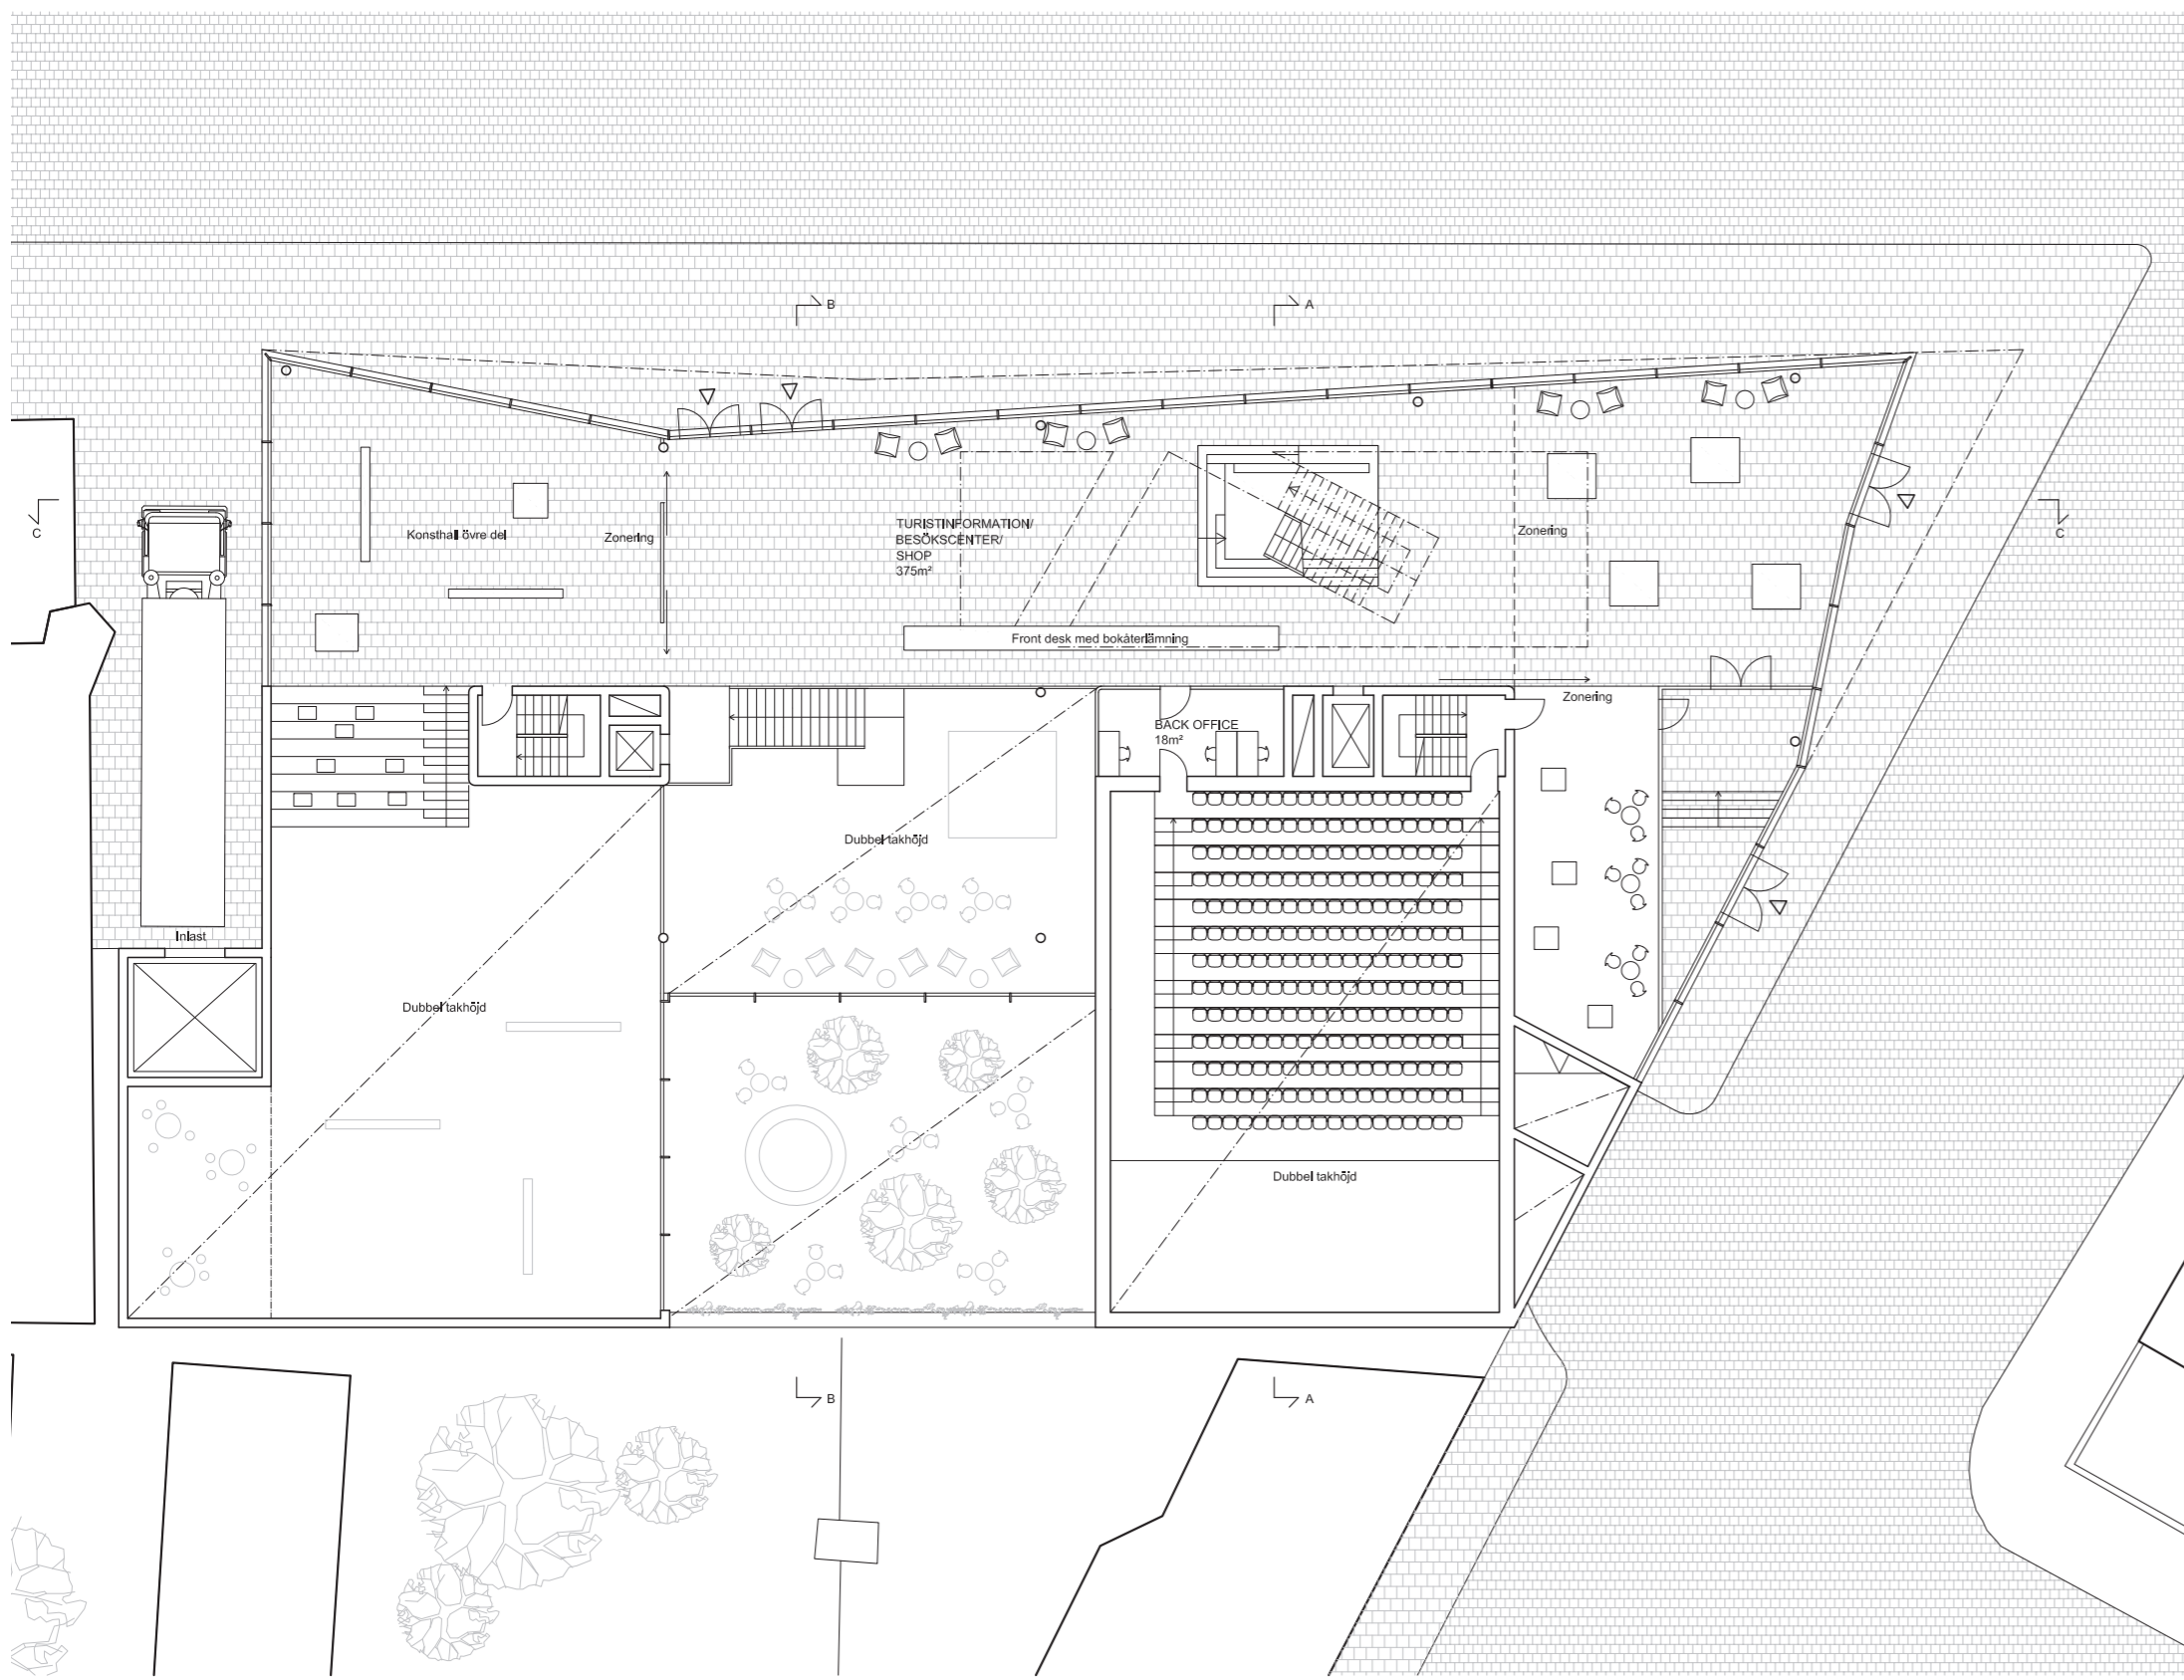 B
A
C
C
Konsthall övre del
Zonering
TURISTINFORMATION/
BESÖKSCENTER/
SHOP
375m²
Zonering
Front desk med bokåterlämning
Zonering
BACK OFFICE
18m²
Dubbel takhöjd
Inlast
Dubbel takhöjd
Dubbel takhöjd
B
A